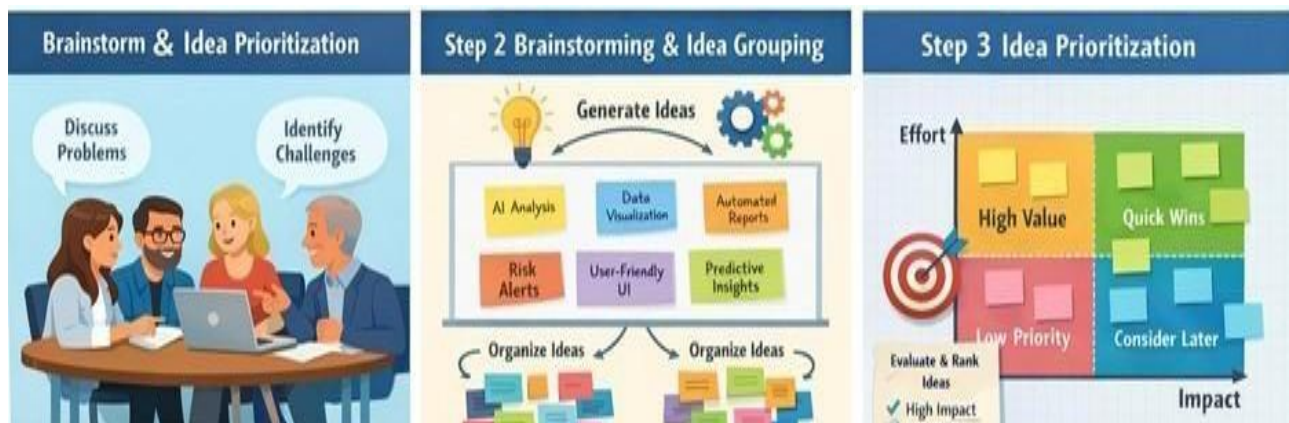 Brainstorm & Idea Prioritization
Discuss
Problems
Identify
Challenges
Step 2 Brainstorming & Idea Grouping
Generate Ideas
AI Analysis
Data
Visualization
Automated
Reports
Risk
Alerts
User-Friendly
UI
Predictive
Insights
Organize Ideas
Organize Ideas
Step 3 Idea Prioritization
Effort
High Value
Quick Wins
Low Priority
Consider Later
Evaluate & Rank
Ideas
✓ High Impact
Impact